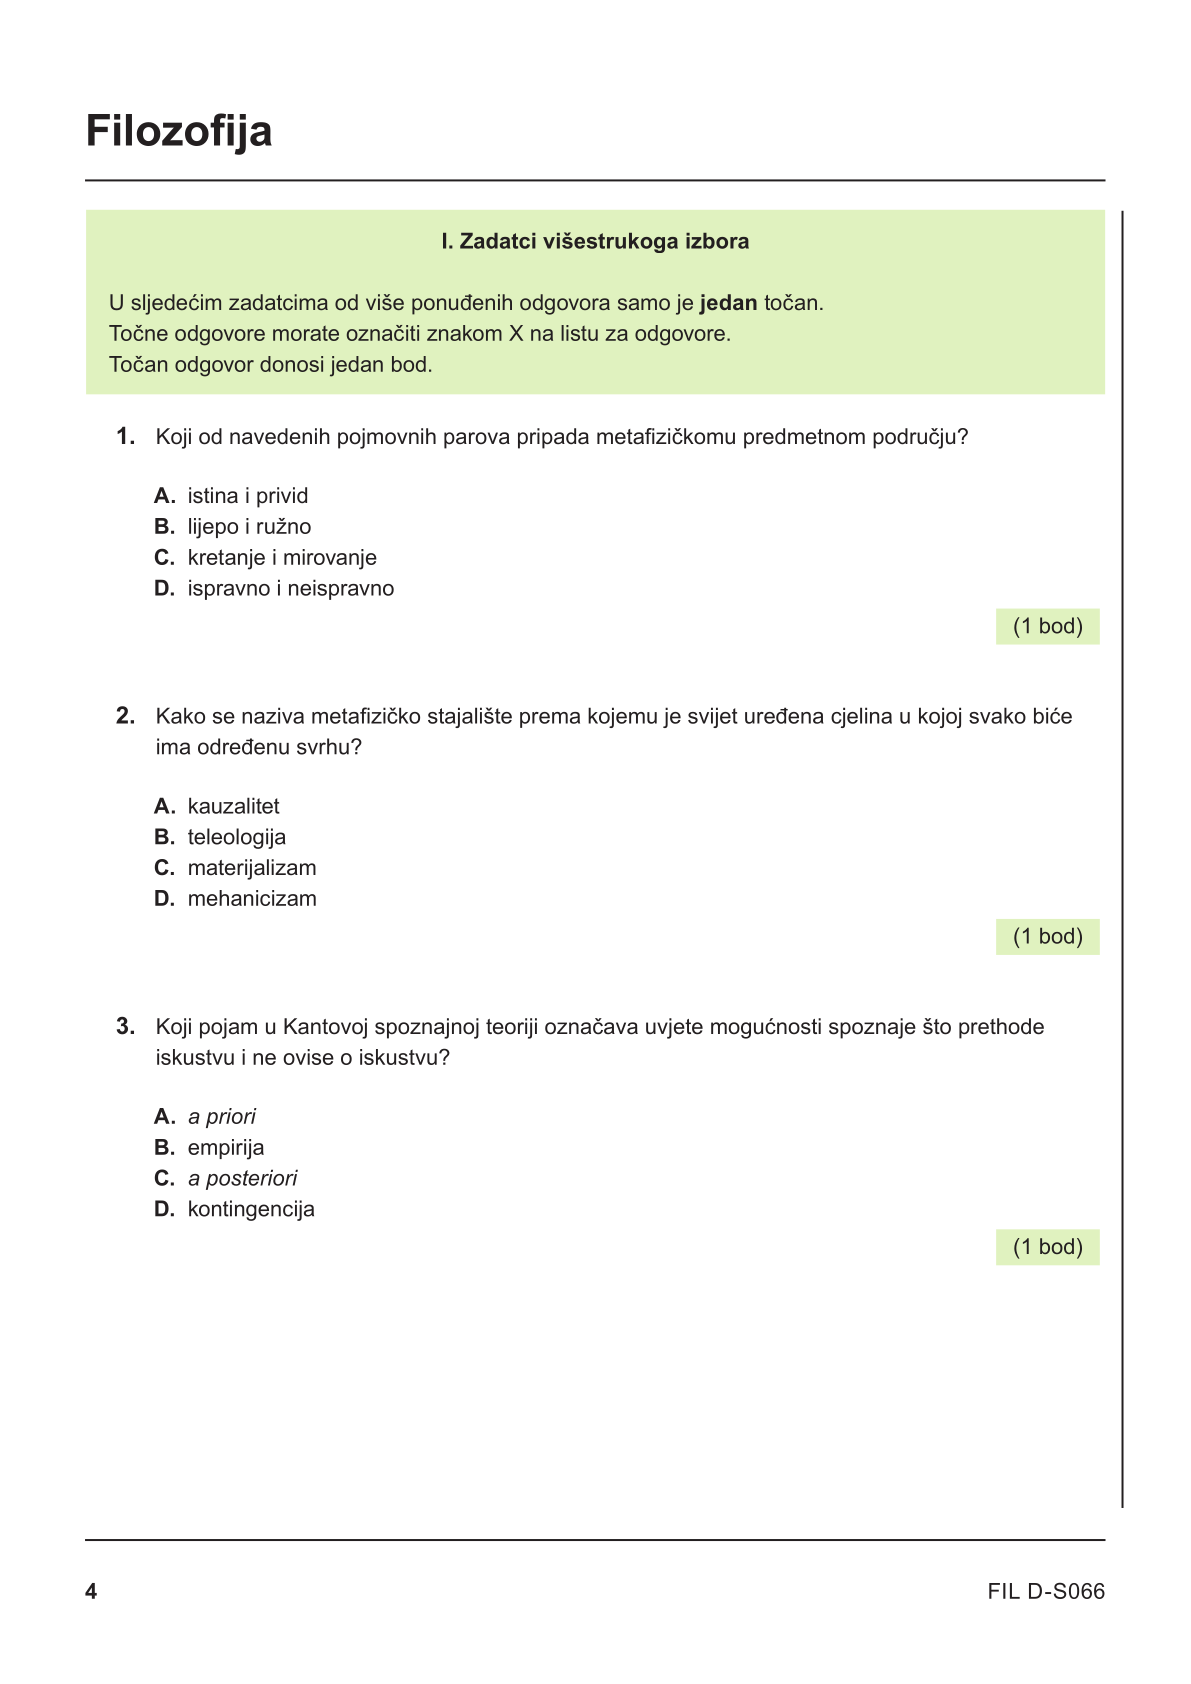 Filozofija
I. Zadatci višestrukoga izbora
U sljedećim zadatcima od više ponuđenih odgovora samo je jedan točan.
Točne odgovore morate označiti znakom X na listu za odgovore.
Točan odgovor donosi jedan bod.
1. Koji od navedenih pojmovnih parova pripada metafizičkomu predmetnom području?
A. istina i privid
B. lijepo i ružno
C. kretanje i mirovanje
D. ispravno i neispravno
(1 bod)
2. Kako se naziva metafizičko stajalište prema kojemu je svijet uređena cjelina u kojoj svako biće
ima određenu svrhu?
A. kauzalitet
B. teleologija
C. materijalizam
D. mehanicizam
(1 bod)
3. Koji pojam u Kantovoj spoznajnoj teoriji označava uvjete mogućnosti spoznaje što prethode
iskustvu i ne ovise o iskustvu?
A. a priori
B. empirija
C. a posteriori
D. kontingencija
(1 bod)
4
FIL D-S066